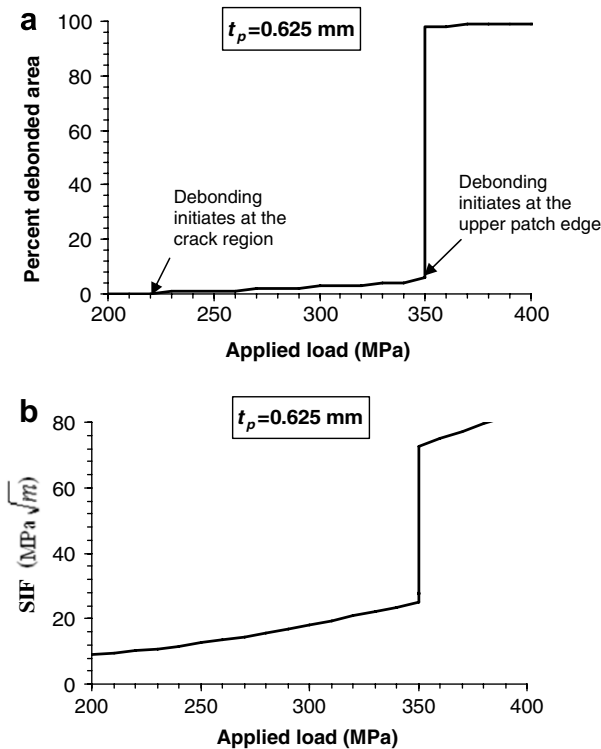 a
t_p=0.625 mm
Percent debonded area
100
80
60
40
20
0
Debonding
initiates at the
crack region
Debonding
initiates at the
upper patch edge
200
250
300
350
400
Applied load (MPa)
b
t_p=0.625 mm
SIF (MPa √m)
80
60
40
20
0
200
250
300
350
400
Applied load (MPa)